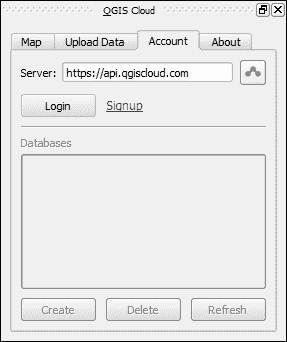 QGIS Cloud
Map Upload Data Account About
Server: https://api.qgiscloud.com
Login Signup
Databases
Create Delete Refresh